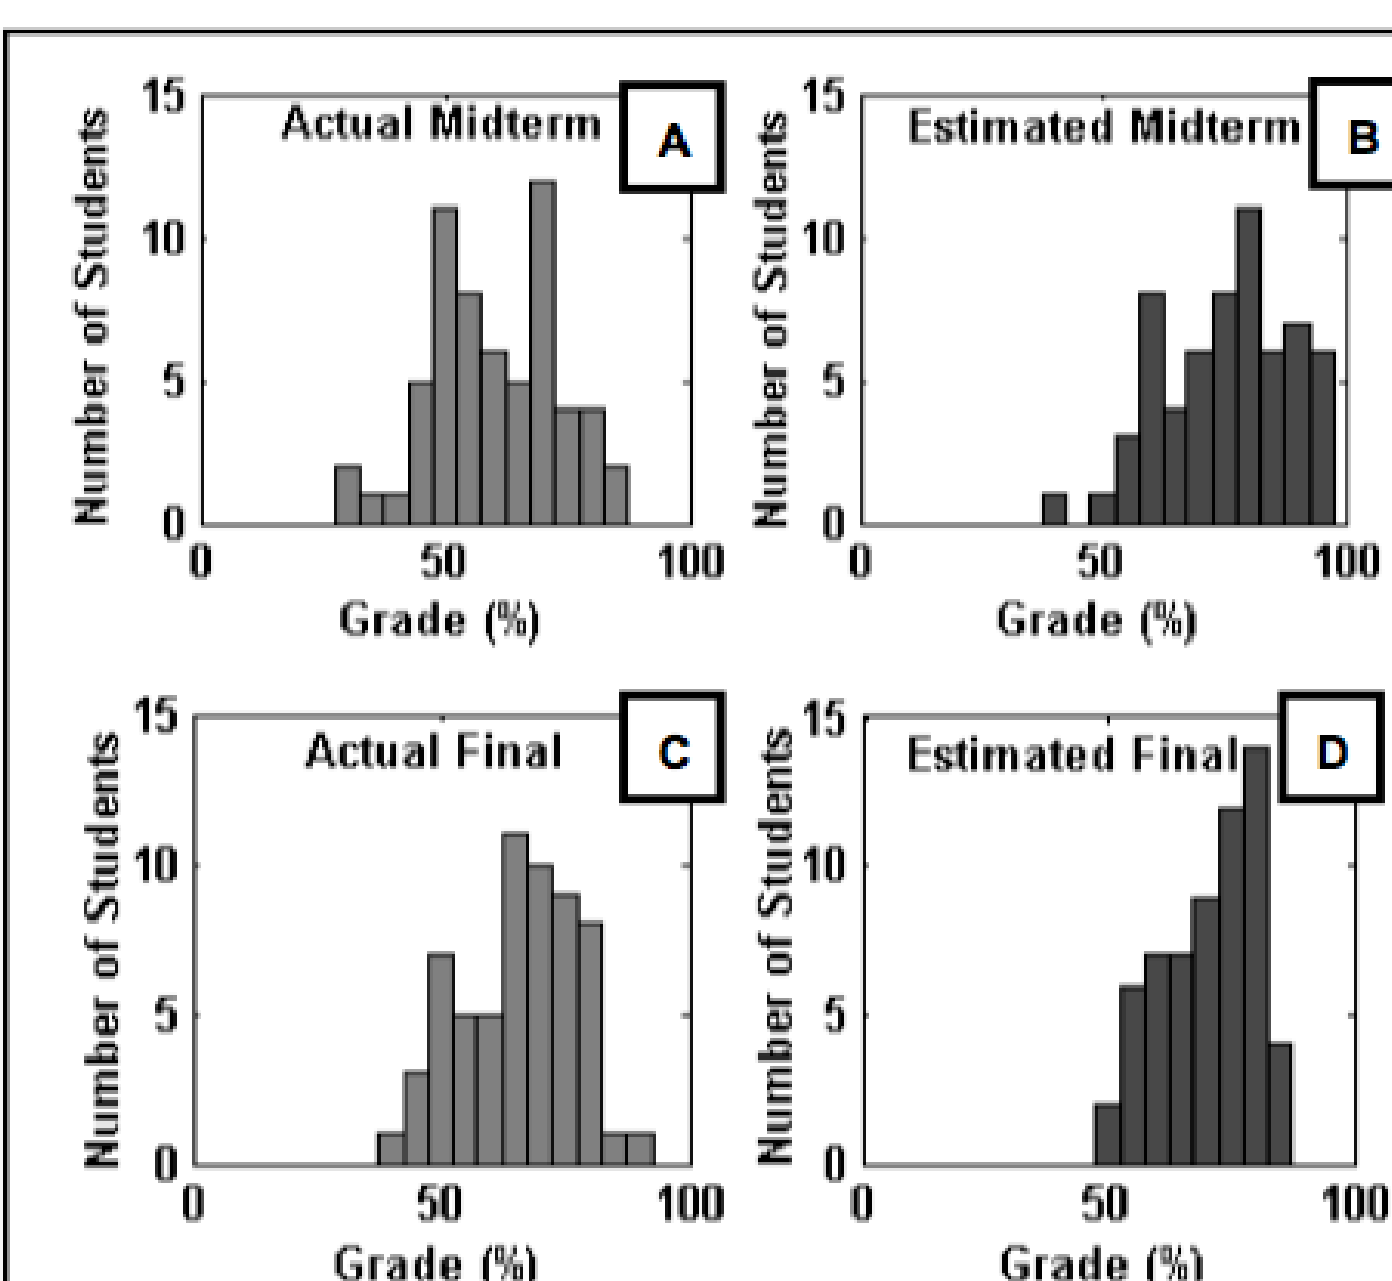 Actual Midterm
A
Number of Students
15
10
5
0
0 50 100
Grade (%)
Estimated Midterm
B
Number of Students
15
10
5
0
0 50 100
Grade (%)
Actual Final
C
Number of Students
15
10
5
0
0 50 100
Grade (%)
Estimated Final
D
Number of Students
15
10
5
0
0 50 100
Grade (%)